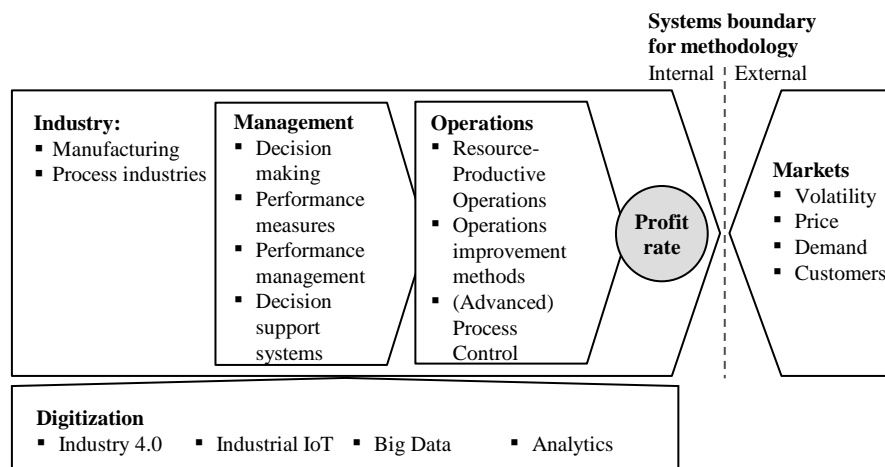 Systems boundary
for methodology
Internal External
Industry:
▪ Manufacturing
▪ Process industries
Management
▪ Decision
making
▪ Performance
measures
▪ Performance
management
▪ Decision
support
systems
Operations
▪ Resource-
Productive
Operations
▪ Operations
improvement
methods
▪ (Advanced)
Process
Control
Profit
rate
Markets
▪ Volatility
▪ Price
▪ Demand
▪ Customers
Digitization
▪ Industry 4.0 ▪ Industrial IoT ▪ Big Data ▪ Analytics